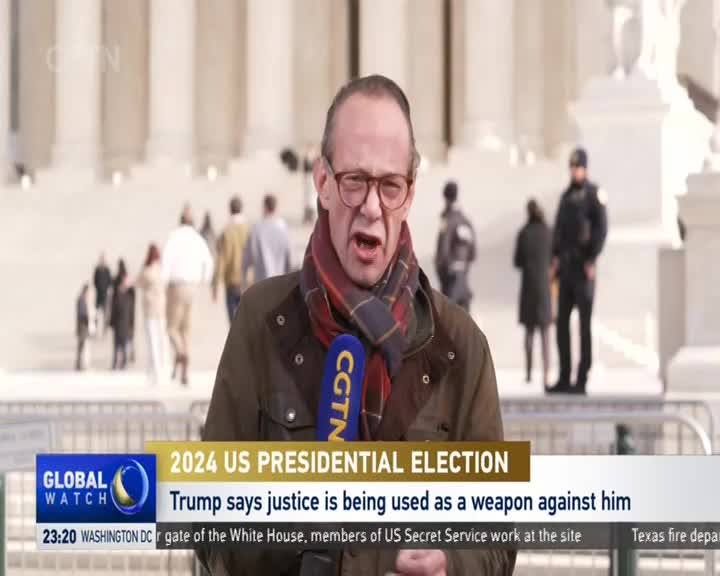 CGTN
CGTN
2024 US PRESIDENTIAL ELECTION
GLOBAL
WATCH
Trump says justice is being used as a weapon against him
23:20 WASHINGTON DC
r gate of the White House, members of US Secret Service work at the site Texas fire depa